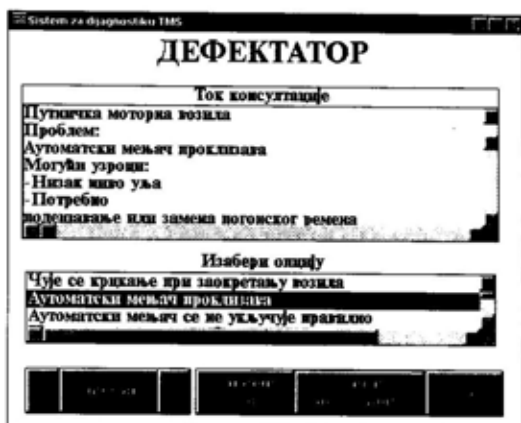 Sistem za dijagnostiku TMS
ДЕФЕКТАТОР
Ток консултације
Путничка моторна возила
Проблем:
Аутоматски мењач проклизава
Могући узроци:
-Низак ниво уља
-Потребно
подешавање или замена погонског ремена
Изабери опцију
Чује се крцкање при заокретању возила
Аутоматски мењач проклизава
Аутоматски мењач се не укључује правилно